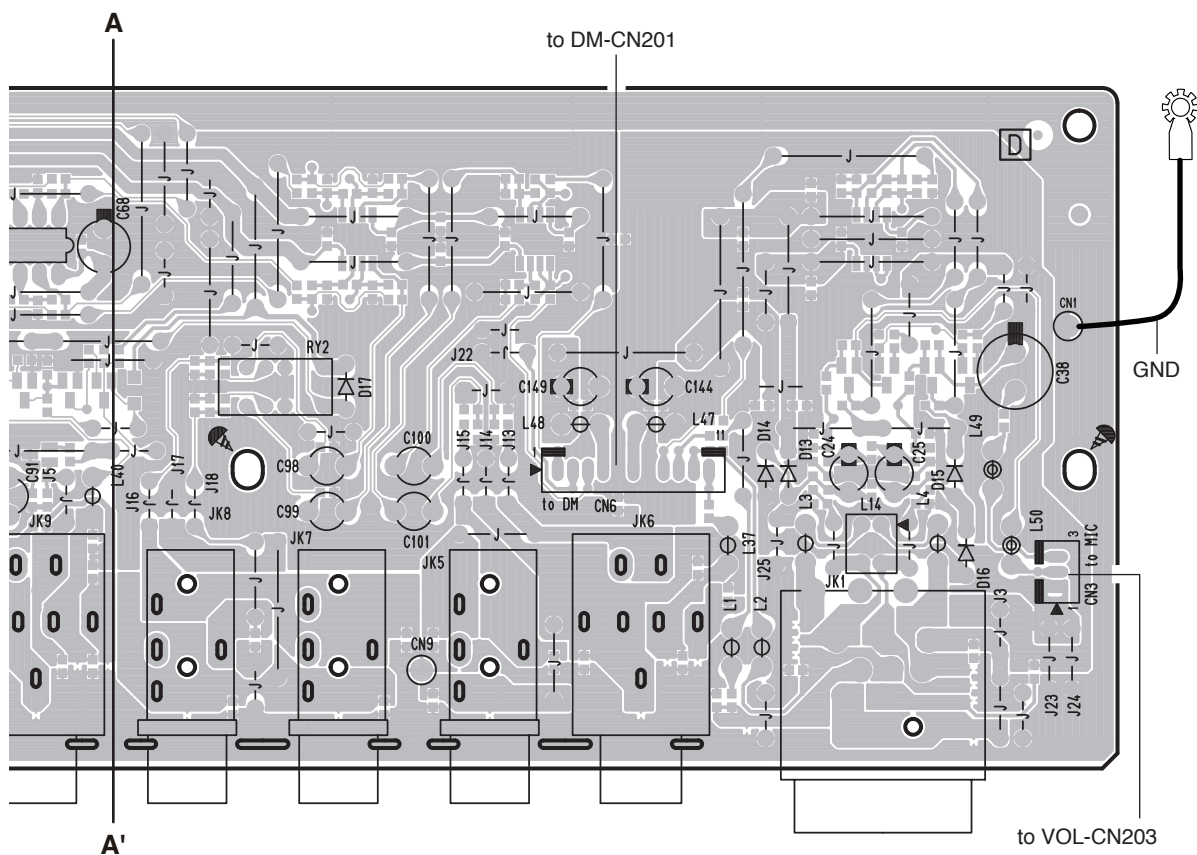 A
to DM-CN201
D
C68
CN1
GND
RY2
D17
J22
C149
C144
C38
L48
L47
11
D14
D13
C24
C25
D15
L49
C91
J5
L40
J16
J17
J18
C98
C100
J15
J14
J13
to DM
CN6
JK9
JK8
C99
C101
JK7
JK5
JK6
L37
J25
L3
L14
L4
L50
3
to MIC
CN3
1
D16
JK1
J3
L1
L2
CN9
J23
J24
A'
to VOL-CN203